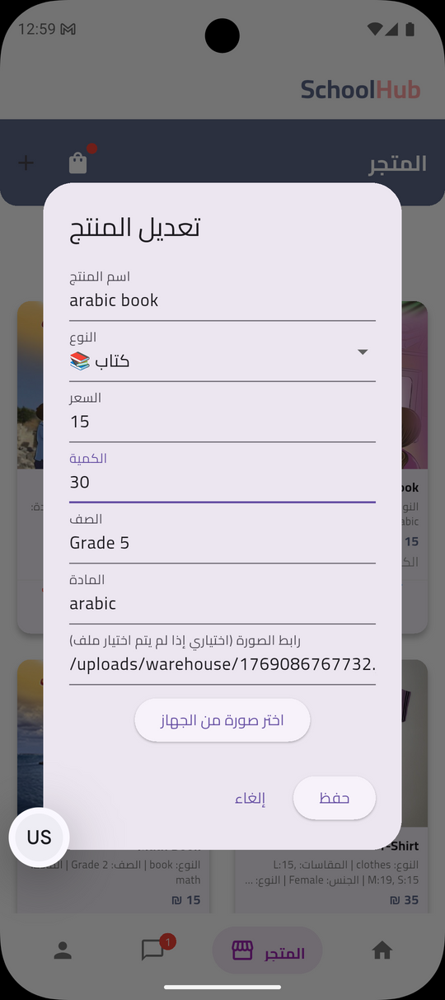 12:59
SchoolHub
المتجر
تعديل المنتج
اسم المنتج
arabic book
النوع
📚 كتاب
السعر
15
الكمية
30
الصف
Grade 5
المادة
arabic
رابط الصورة (اختياري إذا لم يتم اختيار ملف)
/uploads/warehouse/1769086767732.
اختر صورة من الجهاز
حفظ
إلغاء
US
15
T-Shirt
النوع: clothes | المقاسات: L:15,
M:19, S:15 | الجنس: Female | النوع: ...
35 ₪
النوع: book | الصف: Grade 2 |
math
15 ₪
1
المتجر